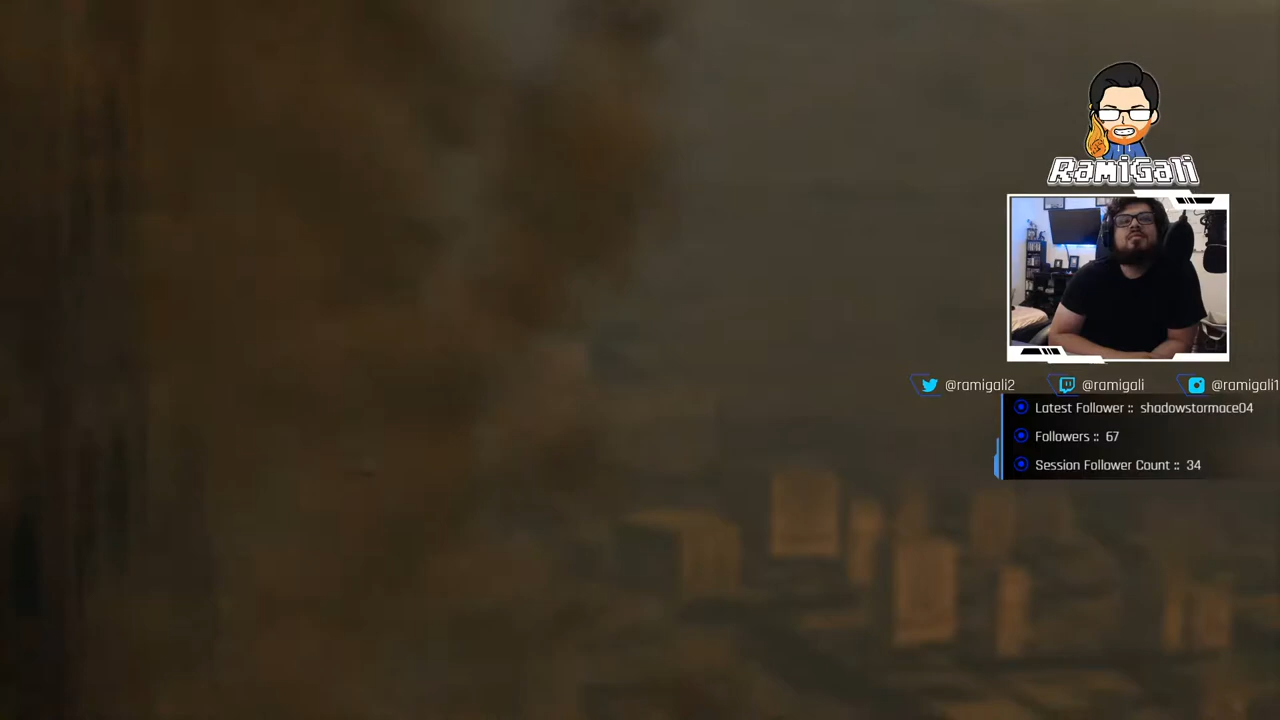 RamiGali
@ramigali2 @ramigali @ramigali1
Latest Follower :: shadowstormace04
Followers :: 67
Session Follower Count :: 34